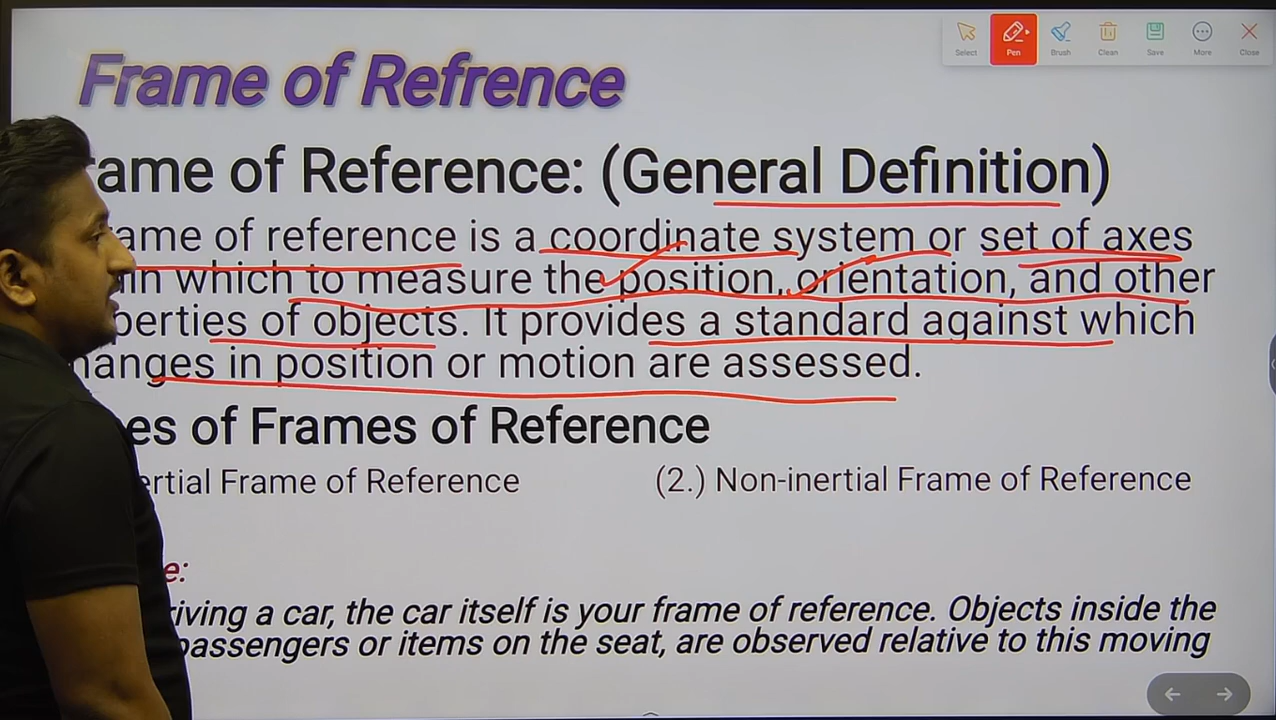 Select Pen Brush Clean Save More Close
Frame of Refrence
rame of Reference: (General Definition)
ame of reference is a coordinate system or set of axes
in which to measure the position, orientation, and other
perties of objects. It provides a standard against which
hanges in position or motion are assessed.
es of Frames of Reference
ertial Frame of Reference (2.) Non-inertial Frame of Reference
e:
riving a car, the car itself is your frame of reference. Objects inside the
passengers or items on the seat, are observed relative to this moving